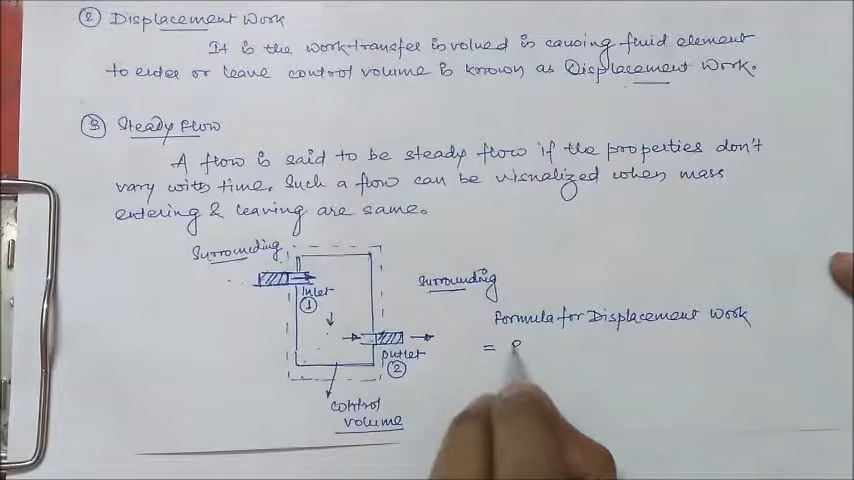 ② Displacement Work
It is the work transfer involved is causing fluid element
to enter or leave control volume is known as Displacement Work.
③ Steady Flow
A flow is said to be steady flow if the properties don't
vary with time. Such a flow can be visualized when mass
entering & leaving are same.
Surrounding
Surrounding
Inlet
①
Formula for Displacement Work
=
outlet
②
control
volume